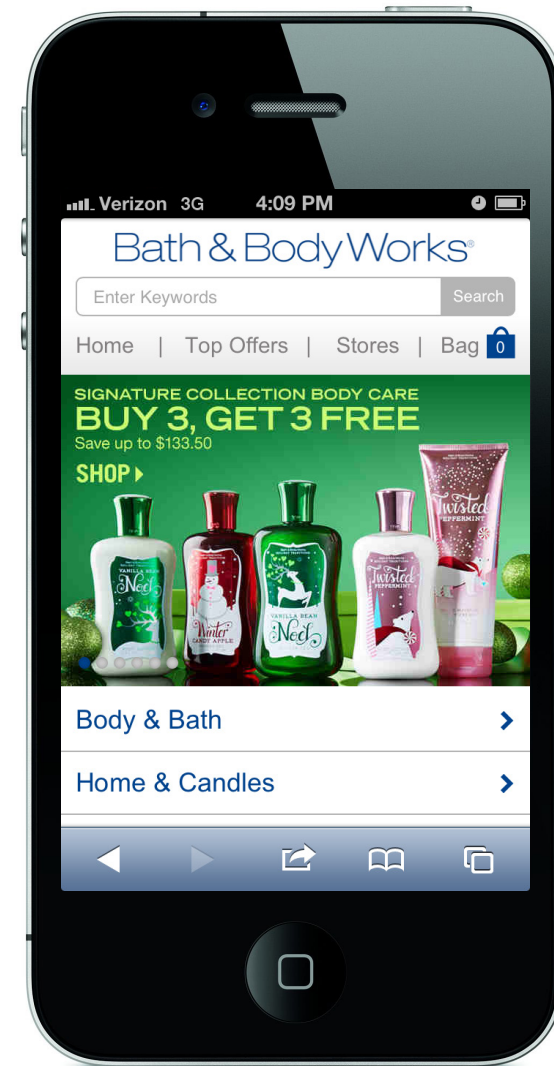 Verizon 3G 4:09 PM
Bath & Body Works®
Enter Keywords Search
Home | Top Offers | Stores | Bag 0
SIGNATURE COLLECTION BODY CARE
BUY 3, GET 3 FREE
Save up to $133.50
SHOP
VANILLA BEAN
Noel
Winter
CANDY APPLE
VANILLA BEAN
Noel
Twisted
PEPPERMINT
Twisted
PEPPERMINT
Body & Bath
Home & Candles